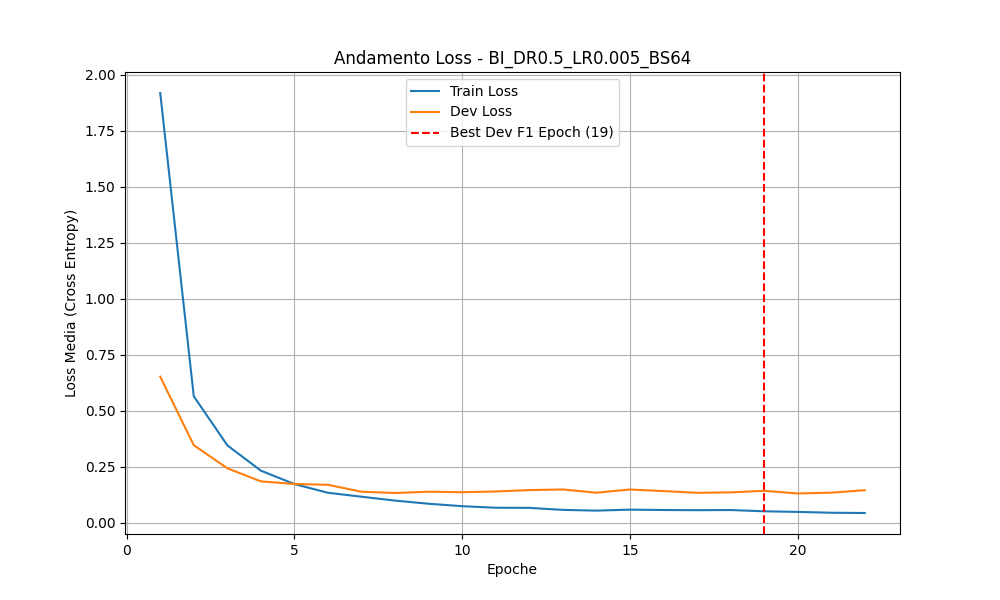 Andamento Loss - BI_DR0.5_LR0.005_BS64
Train Loss
Dev Loss
Best Dev F1 Epoch (19)
Loss Media (Cross Entropy)
2.00
1.75
1.50
1.25
1.00
0.75
0.50
0.25
0.00
0 5 10 15 20
Epoche